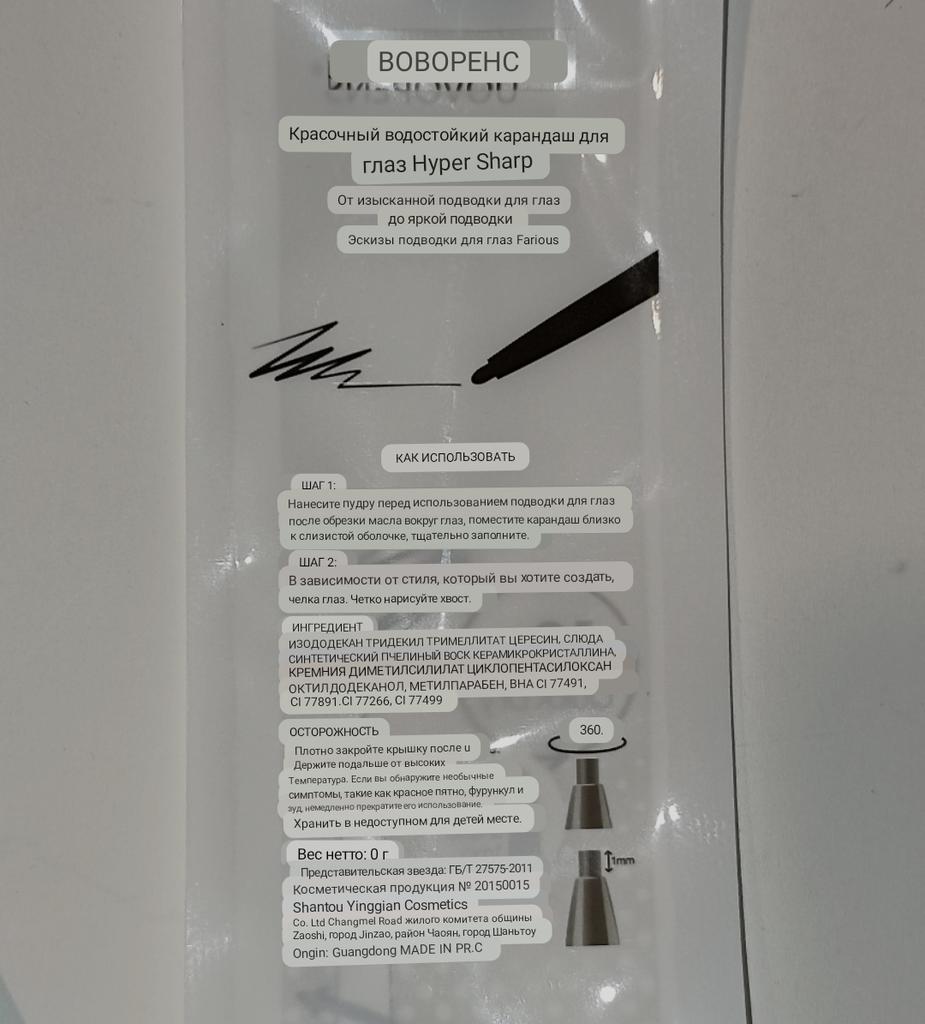 ВОВОРЕНС
Красочный водостойкий карандаш для
глаз Hyper Sharp
От изысканной подводки для глаз
до яркой подводки
Эскизы подводки для глаз Farious
КАК ИСПОЛЬЗОВАТЬ
ШАГ 1:
Нанесите пудру перед использованием подводки для глаз
после обрезки масла вокруг глаз, поместите карандаш близко
к слизистой оболочке, тщательно заполните.
ШАГ 2:
В зависимости от стиля, который вы хотите создать,
челка глаз. Четко нарисуйте хвост.
ИНГРЕДИЕНТ
ИЗОДОДЕКАН ТРИДЕКИЛ ТРИМЕЛЛИТАТ ЦЕРЕСИН, СЛЮДА
СИНТЕТИЧЕСКИЙ ПЧЕЛИНЫЙ ВОСК КЕРАМИКРОКРИСТАЛЛИНА,
КРЕМНИЯ ДИМЕТИЛСИЛИЛАТ ЦИКЛОПЕНТАСИЛОКСАН
ОКТИЛДОДЕКАНОЛ, МЕТИЛПАРАБЕН, BHA CI 77491,
CI 77891.CI 77266, CI 77499
ОСТОРОЖНОСТЬ
360.
Плотно закройте крышку после u
Держите подальше от высоких
Температура. Если вы обнаружите необычные
симптомы, такие как красное пятно, фурункул и
зуд, немедленно прекратите его использование.
Хранить в недоступном для детей месте.
Вес нетто: 0 г
1mm
Представительская звезда: ГБ/Т 27575-2011
Косметическая продукция № 20150015
Shantou Yinggian Cosmetics
Co. Ltd Changmel Road жилого комитета общины
Zaoshi, город Jinzao, район Чаоян, город Шаньтоу
Ongin: Guangdong MADE IN PR.C